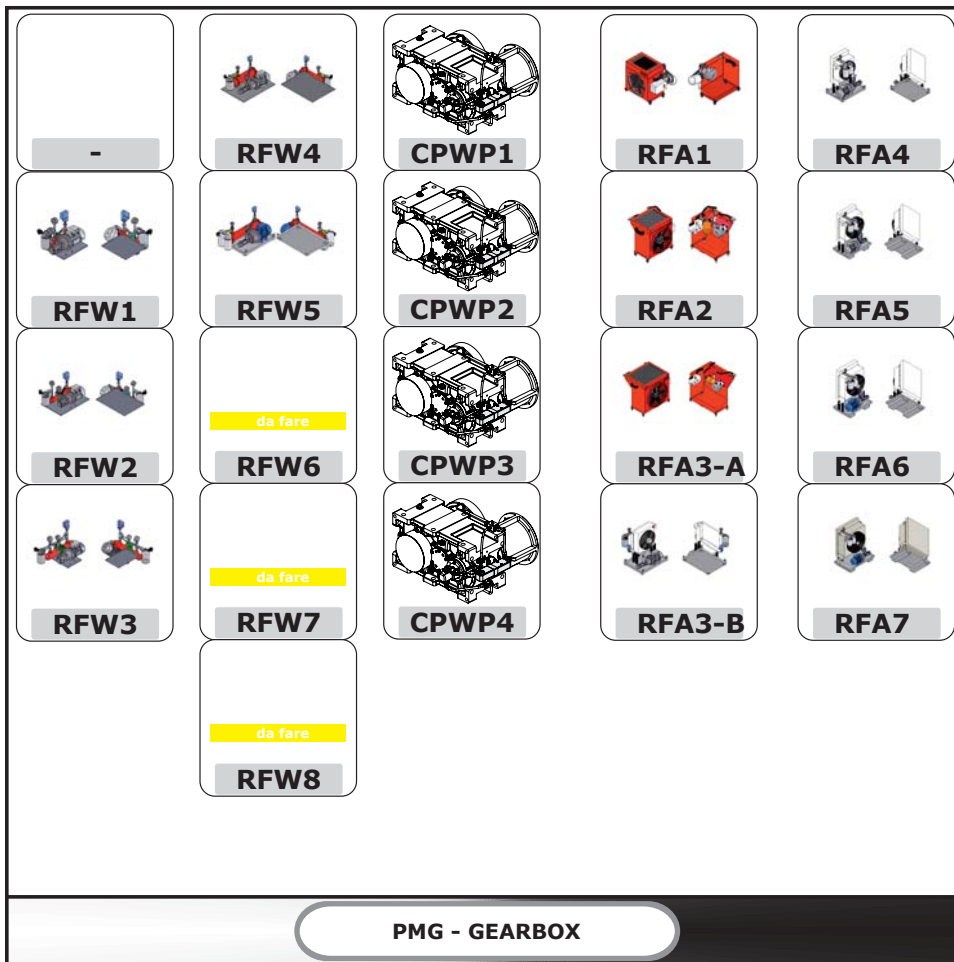 -
RFW4
CPWP1
RFA1
RFA4
RFW1
RFW5
CPWP2
RFA2
RFA5
da fare
RFW2
RFW6
CPWP3
RFA3-A
RFA6
da fare
RFW3
RFW7
CPWP4
RFA3-B
RFA7
da fare
RFW8
PMG - GEARBOX